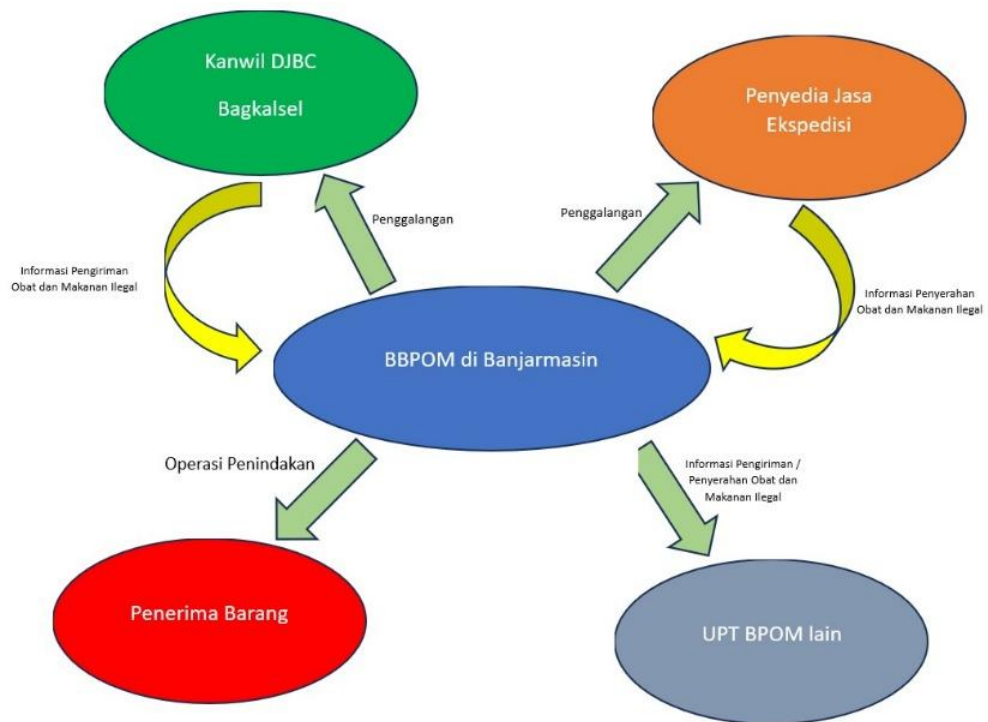 Kanwil DJBC
Bagkalsel
Penyedia Jasa
Ekspedisi
Penggalangan
Penggalangan
Informasi Pengiriman
Obat dan Makanan Ilegal
Informasi Penyerahan
Obat dan Makanan Ilegal
BBPOM di Banjarmasin
Operasi Penindakan
Informasi Pengiriman /
Penyerahan Obat dan
Makanan Ilegal
Penerima Barang
UPT BPOM lain